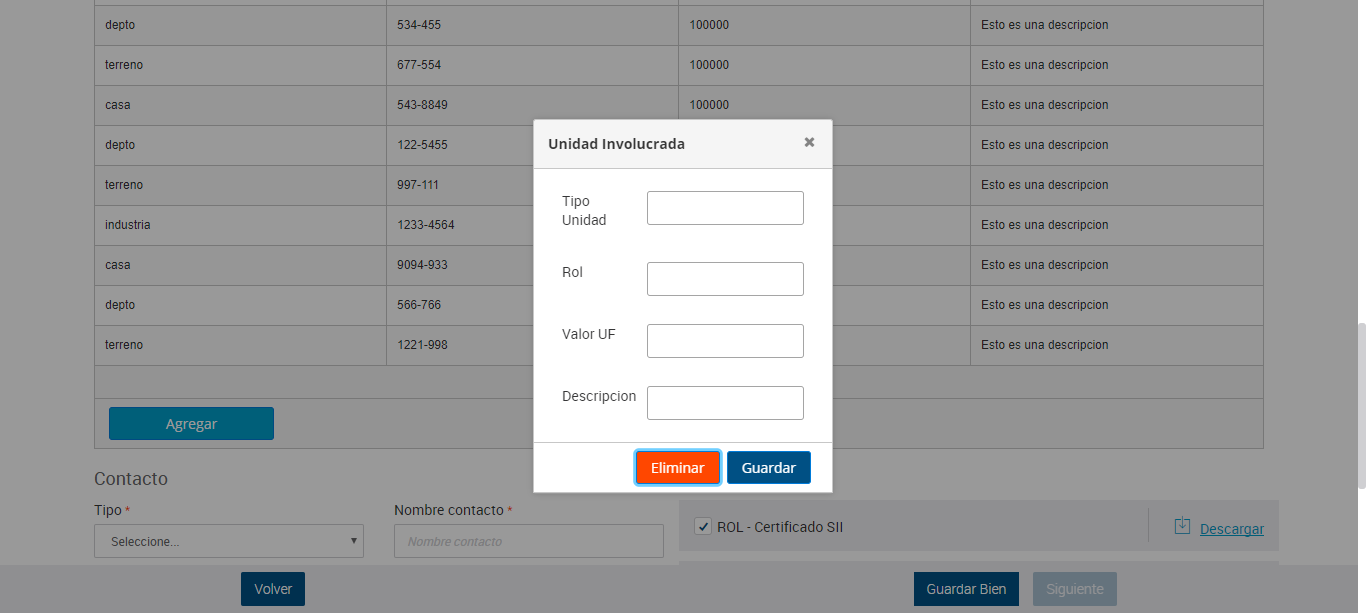 depto 534-455 100000 Esto es una descripcion
terreno 677-554 100000 Esto es una descripcion
casa 543-8849 100000 Esto es una descripcion
depto 122-5455 Esto es una descripcion
terreno 997-111 Esto es una descripcion
industria 1233-4564 Esto es una descripcion
casa 9094-933 Esto es una descripcion
depto 566-766 Esto es una descripcion
terreno 1221-998 Esto es una descripcion
Agregar
Unidad Involucrada
Tipo
Unidad
Rol
Valor UF
Descripcion
Eliminar Guardar
Contacto
Tipo * Nombre contacto *
Seleccione... Nombre contacto
ROL - Certificado SII Descargar
Volver Guardar Bien Siguiente